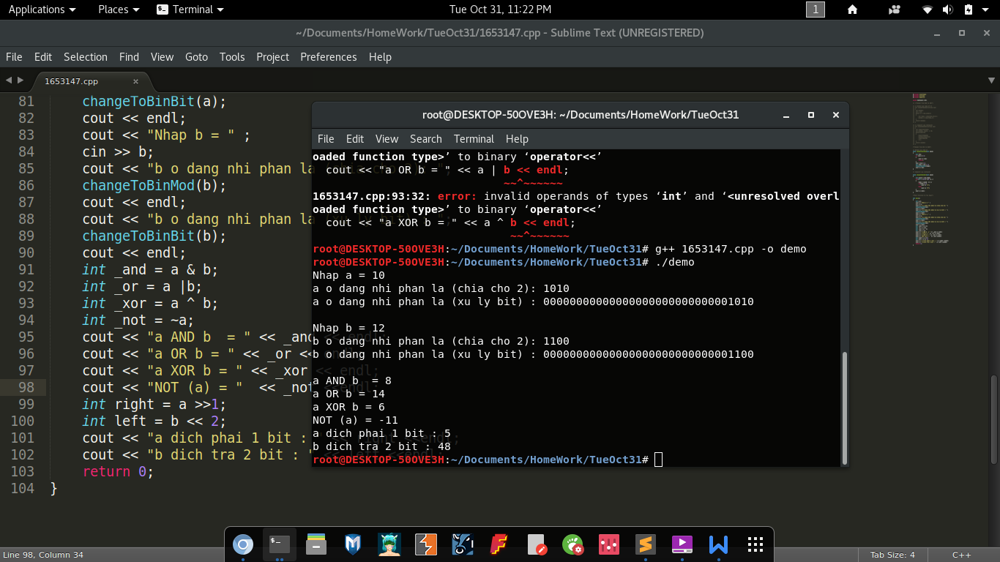 Applications Places Terminal Tue Oct 31, 11:22 PM 1
~/Documents/HomeWork/TueOct31/1653147.cpp - Sublime Text (UNREGISTERED)
File Edit Selection Find View Goto Tools Project Preferences Help
1653147.cpp
81 changeToBinBit(a);
82 cout << endl;
83 cout << "Nhap b = " ;
84 cin >> b;
85 cout << "b o dang nhi phan la
86 changeToBinMod(b);
87 cout << endl;
88 cout << "b o dang nhi phan la
89 changeToBinBit(b);
90 cout << endl;
91 int _and = a & b;
92 int _or = a |b;
93 int _xor = a ^ b;
94 int _not = ~a;
95 cout << "a AND b  = " << _and << endl;
96 cout << "a OR b = " << _or << endl
97 cout << "a XOR b = " << _xor << endl;
98 cout << "NOT (a) = "  << _not <<endl;
99 int right = a >>1;
100 int left = b << 2;
101 cout << "a dich phai 1 bit : " << right <<endl;
102 cout << "b dich tra 2 bit : " << left <<endl;
103 return 0;
104 }
root@DESKTOP-50OVE3H: ~/Documents/HomeWork/TueOct31
File Edit View Search Terminal Help
oaded function type>’ to binary ‘operator<<’
cout << "a OR b = " << a | b << endl;
~~^~~~~~~
1653147.cpp:93:32: error: invalid operands of types ‘int’ and ‘<unresolved overl
oaded function type>’ to binary ‘operator<<’
cout << "a XOR b = " << a ^ b << endl;
~~^~~~~~~
root@DESKTOP-50OVE3H:~/Documents/HomeWork/TueOct31# g++ 1653147.cpp -o demo
root@DESKTOP-50OVE3H:~/Documents/HomeWork/TueOct31# ./demo
Nhap a = 10
a o dang nhi phan la (chia cho 2): 1010
a o dang nhi phan la (xu ly bit) : 00000000000000000000000000001010
Nhap b = 12
b o dang nhi phan la (chia cho 2): 1100
b o dang nhi phan la (xu ly bit) : 00000000000000000000000000001100
a AND b  = 8
a OR b = 14
a XOR b = 6
NOT (a) = -11
a dich phai 1 bit : 5
b dich tra 2 bit : 48
root@DESKTOP-50OVE3H:~/Documents/HomeWork/TueOct31#
Line 98, Column 34 Tab Size: 4 C++